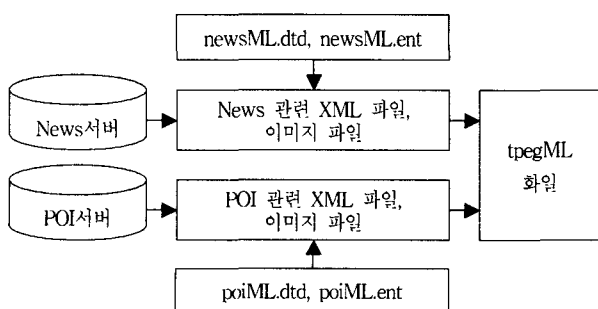 newsML.dtd, newsML.ent
News서버
News 관련 XML 파일,
이미지 파일
tpegML
화일
POI서버
POI 관련 XML 파일,
이미지 파일
poiML.dtd, poiML.ent